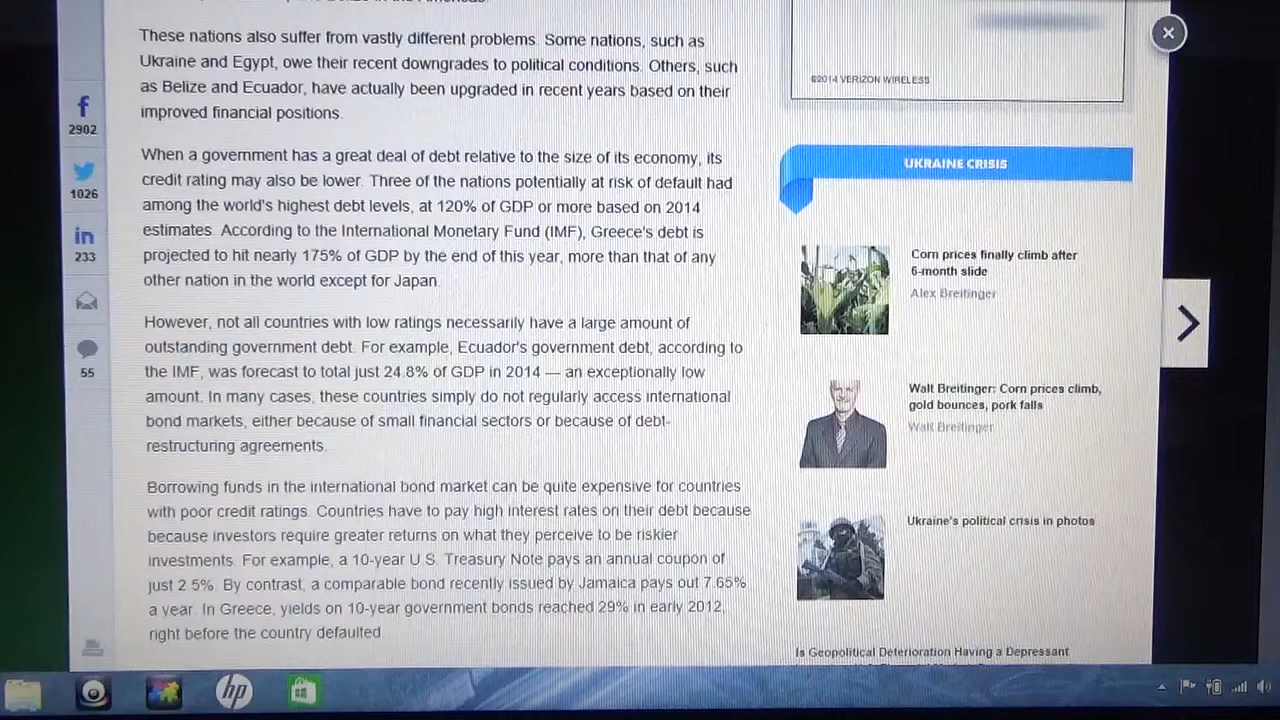 These nations also suffer from vastly different problems. Some nations, such as
Ukraine and Egypt, owe their recent downgrades to political conditions. Others, such
as Belize and Ecuador, have actually been upgraded in recent years based on their
improved financial positions.
When a government has a great deal of debt relative to the size of its economy, its
credit rating may also be lower. Three of the nations potentially at risk of default had
among the world's highest debt levels, at 120% of GDP or more based on 2014
estimates. According to the International Monetary Fund (IMF), Greece's debt is
projected to hit nearly 175% of GDP by the end of this year, more than that of any
other nation in the world except for Japan.
However, not all countries with low ratings necessarily have a large amount of
outstanding government debt. For example, Ecuador's government debt, according to
the IMF, was forecast to total just 24.8% of GDP in 2014 — an exceptionally low
amount. In many cases, these countries simply do not regularly access international
bond markets, either because of small financial sectors or because of debt-
restructuring agreements.
Borrowing funds in the international bond market can be quite expensive for countries
with poor credit ratings. Countries have to pay high interest rates on their debt because
because investors require greater returns on what they perceive to be riskier
investments. For example, a 10-year U.S. Treasury Note pays an annual coupon of
just 2.5%. By contrast, a comparable bond recently issued by Jamaica pays out 7.65%
a year. In Greece, yields on 10-year government bonds reached 29% in early 2012,
right before the country defaulted.
f
2902
1026
in
233
55
©2014 VERIZON WIRELESS
UKRAINE CRISIS
Corn prices finally climb after
6-month slide
Alex Breitinger
Walt Breitinger: Corn prices climb,
gold bounces, pork falls
Walt Breitinger
Ukraine's political crisis in photos
Is Geopolitical Deterioration Having a Depressant
hp